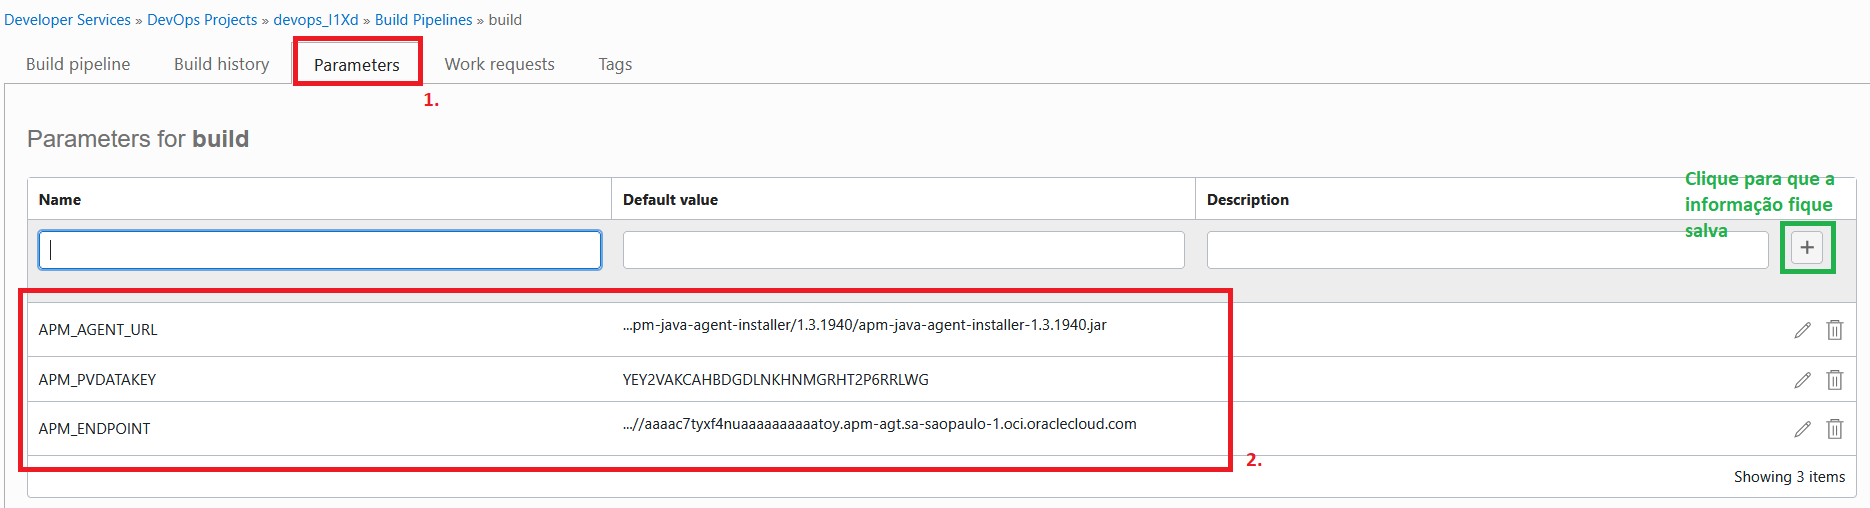 Developer Services » DevOps Projects » devops_I1Xd » Build Pipelines » build
Build pipeline Build history Parameters Work requests Tags
1.
Parameters for build
Clique para que a
informação fique
salva
Name Default value Description
+
APM_AGENT_URL ...pm-java-agent-installer/1.3.1940/apm-java-agent-installer-1.3.1940.jar
APM_PVDATAKEY YEY2VAKCAHBDGDLNKHNMGRHT2P6RRLWG
APM_ENDPOINT ...//aaaac7tyxf4nuaaaaaaaaaatoy.apm-agt.sa-saopaulo-1.oci.oraclecloud.com
2.
Showing 3 items